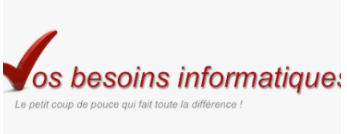 Vos besoins informatiques
Le petit coup de pouce qui fait toute la différence !